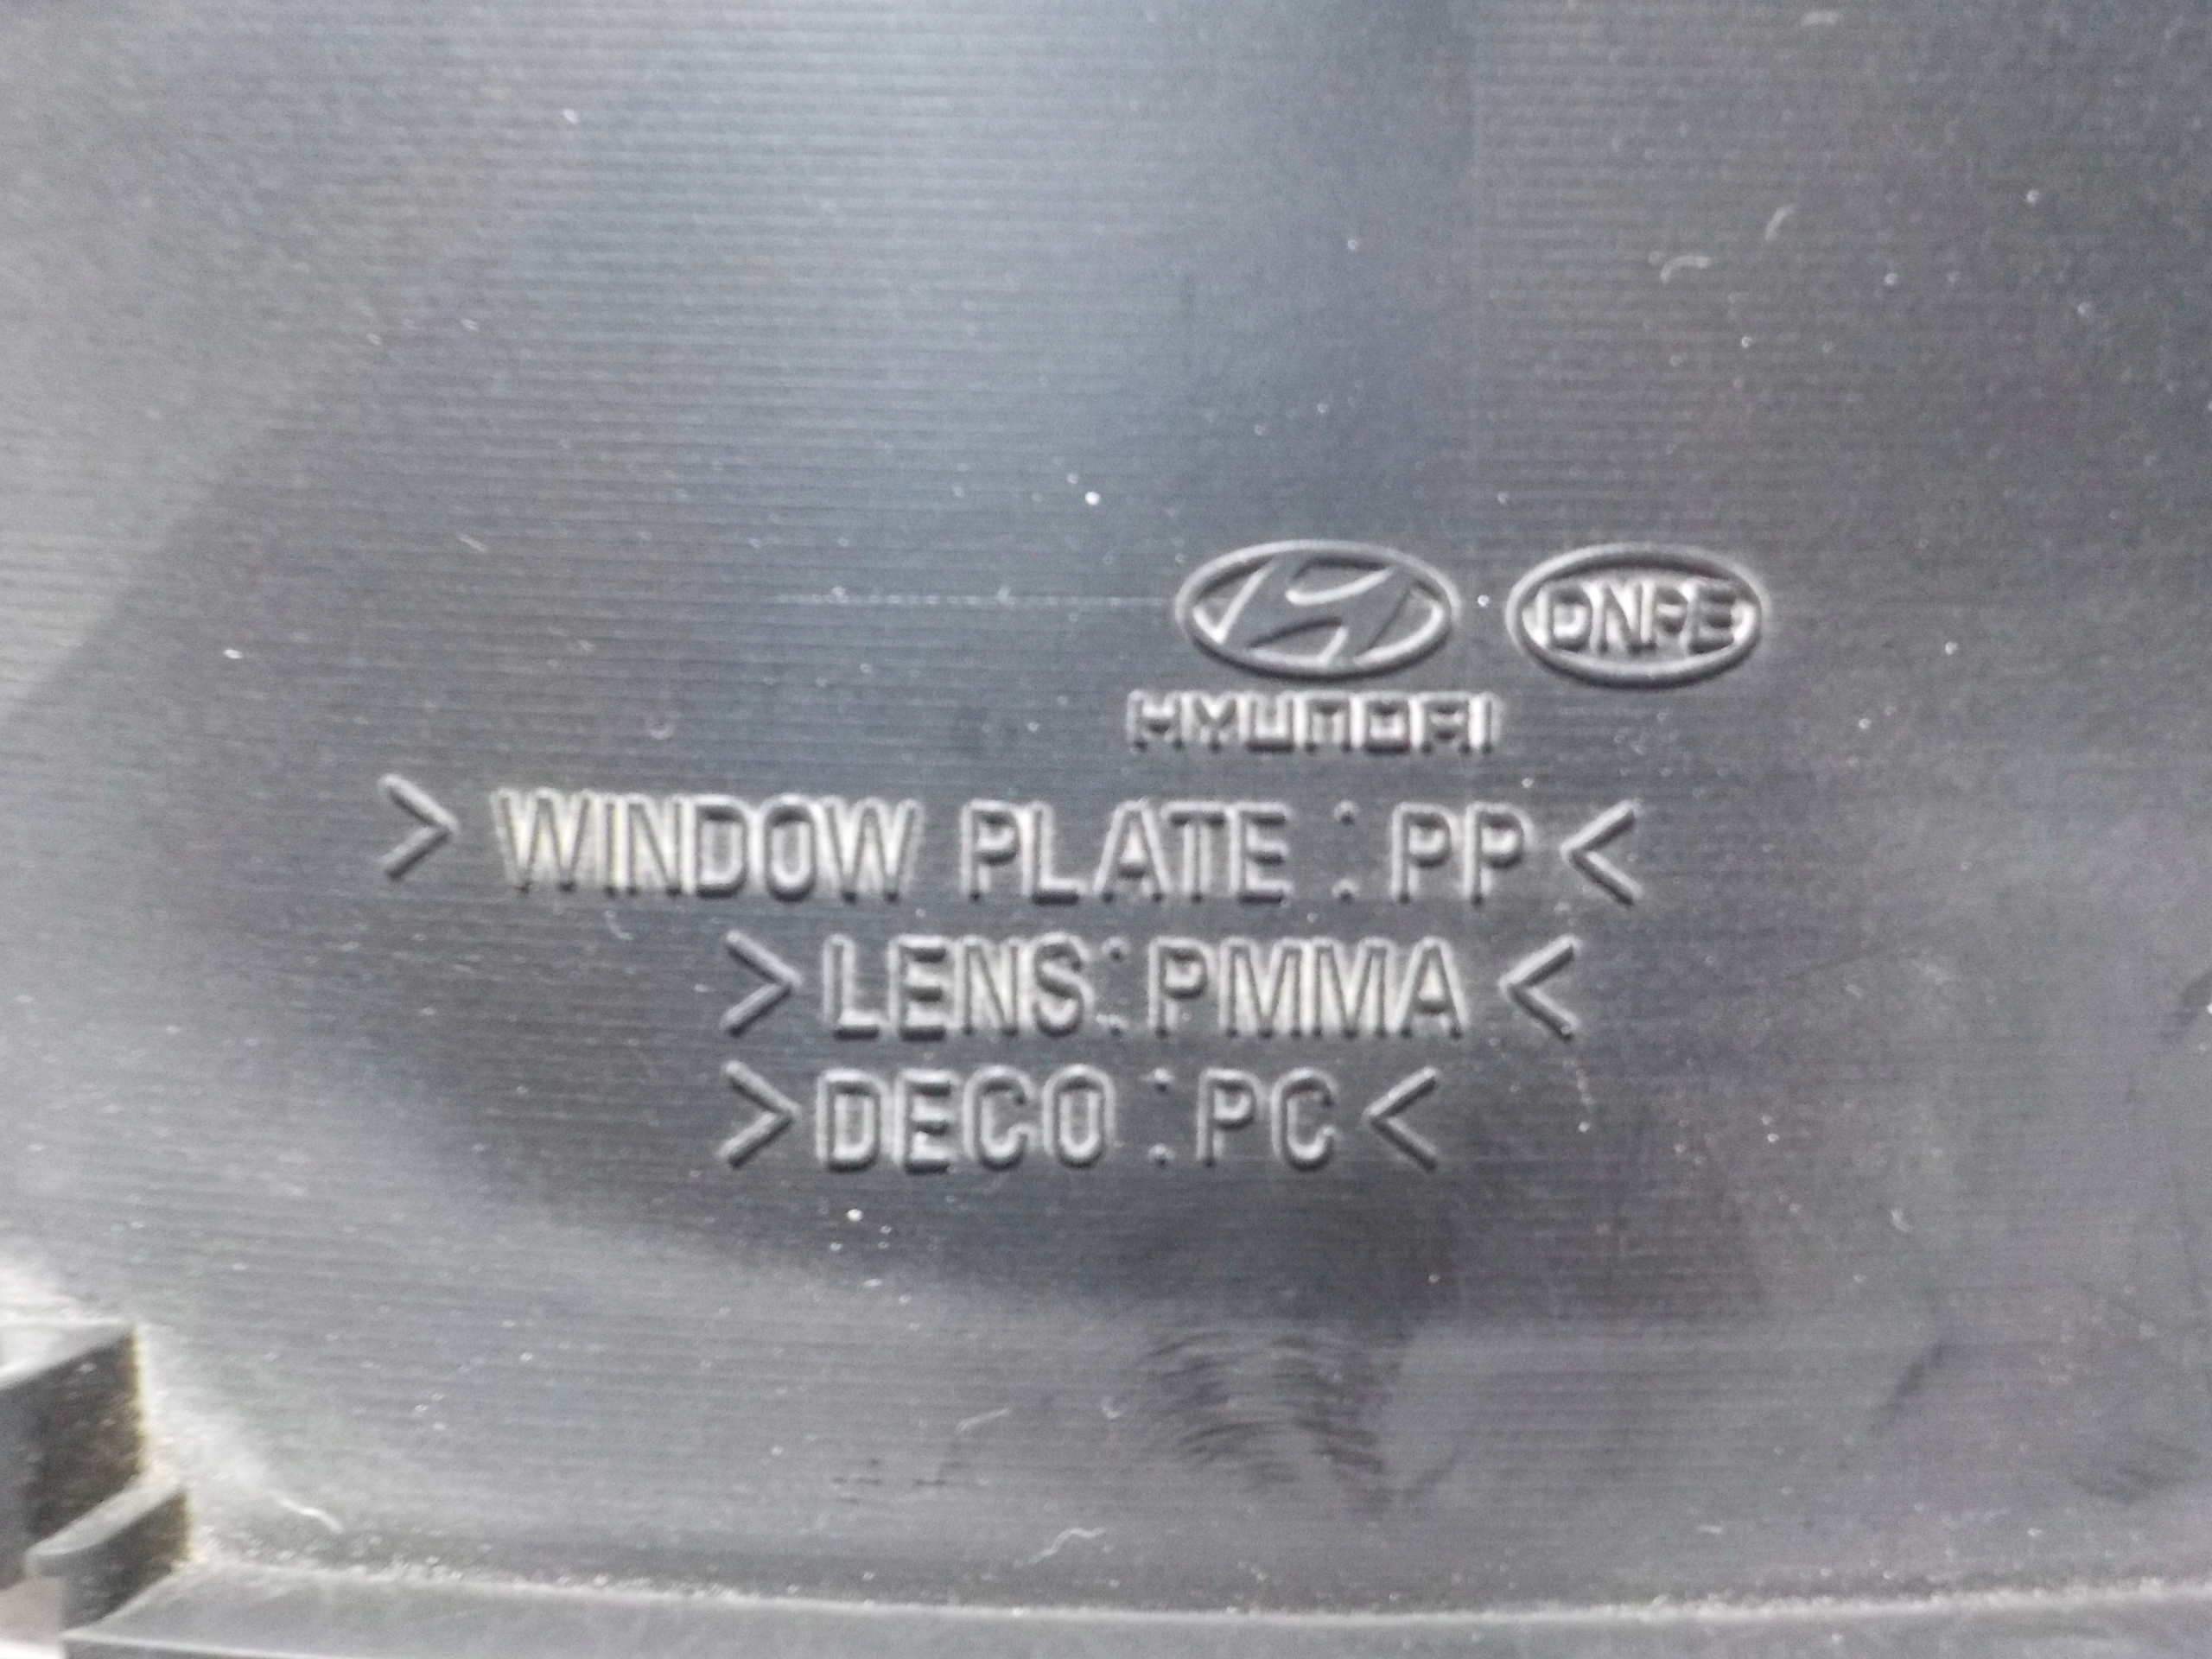 DNPE
HYUNDAI
>WINDOW PLATE : PP<
>LENS : PMMA<
>DECO : PC<